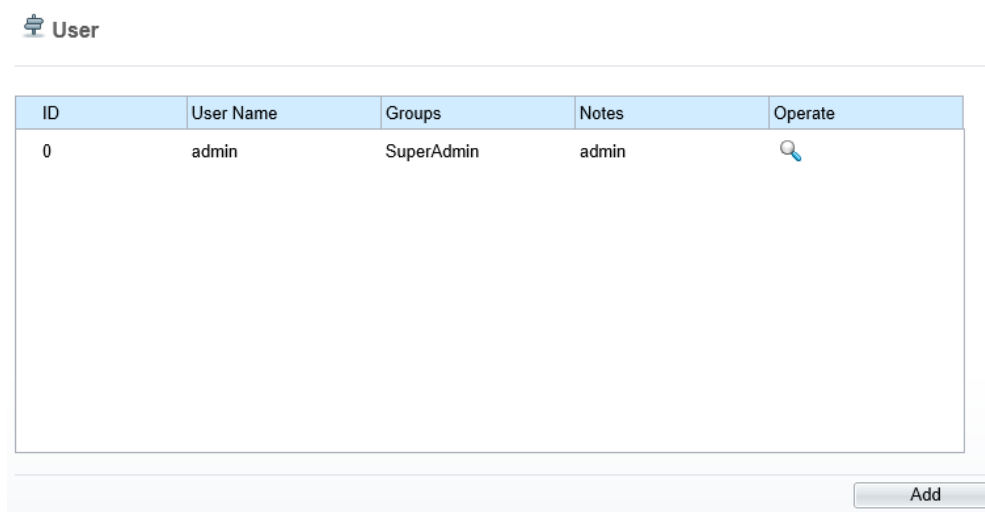 User
ID User Name Groups Notes Operate
0 admin SuperAdmin admin
Add